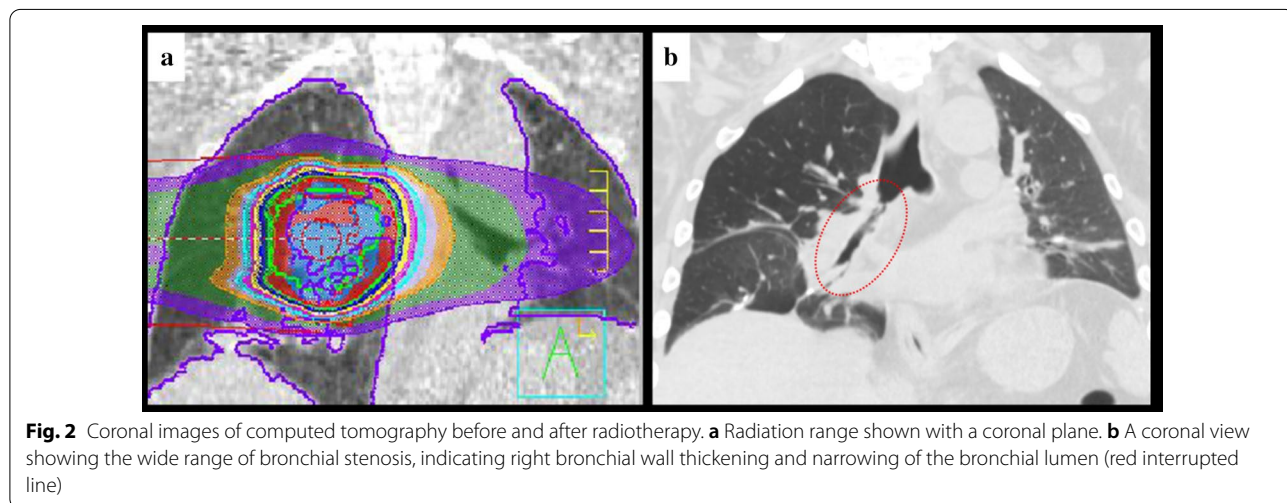 a
b
A
Fig. 2 Coronal images of computed tomography before and after radiotherapy. a Radiation range shown with a coronal plane. b A coronal view
showing the wide range of bronchial stenosis, indicating right bronchial wall thickening and narrowing of the bronchial lumen (red interrupted
line)